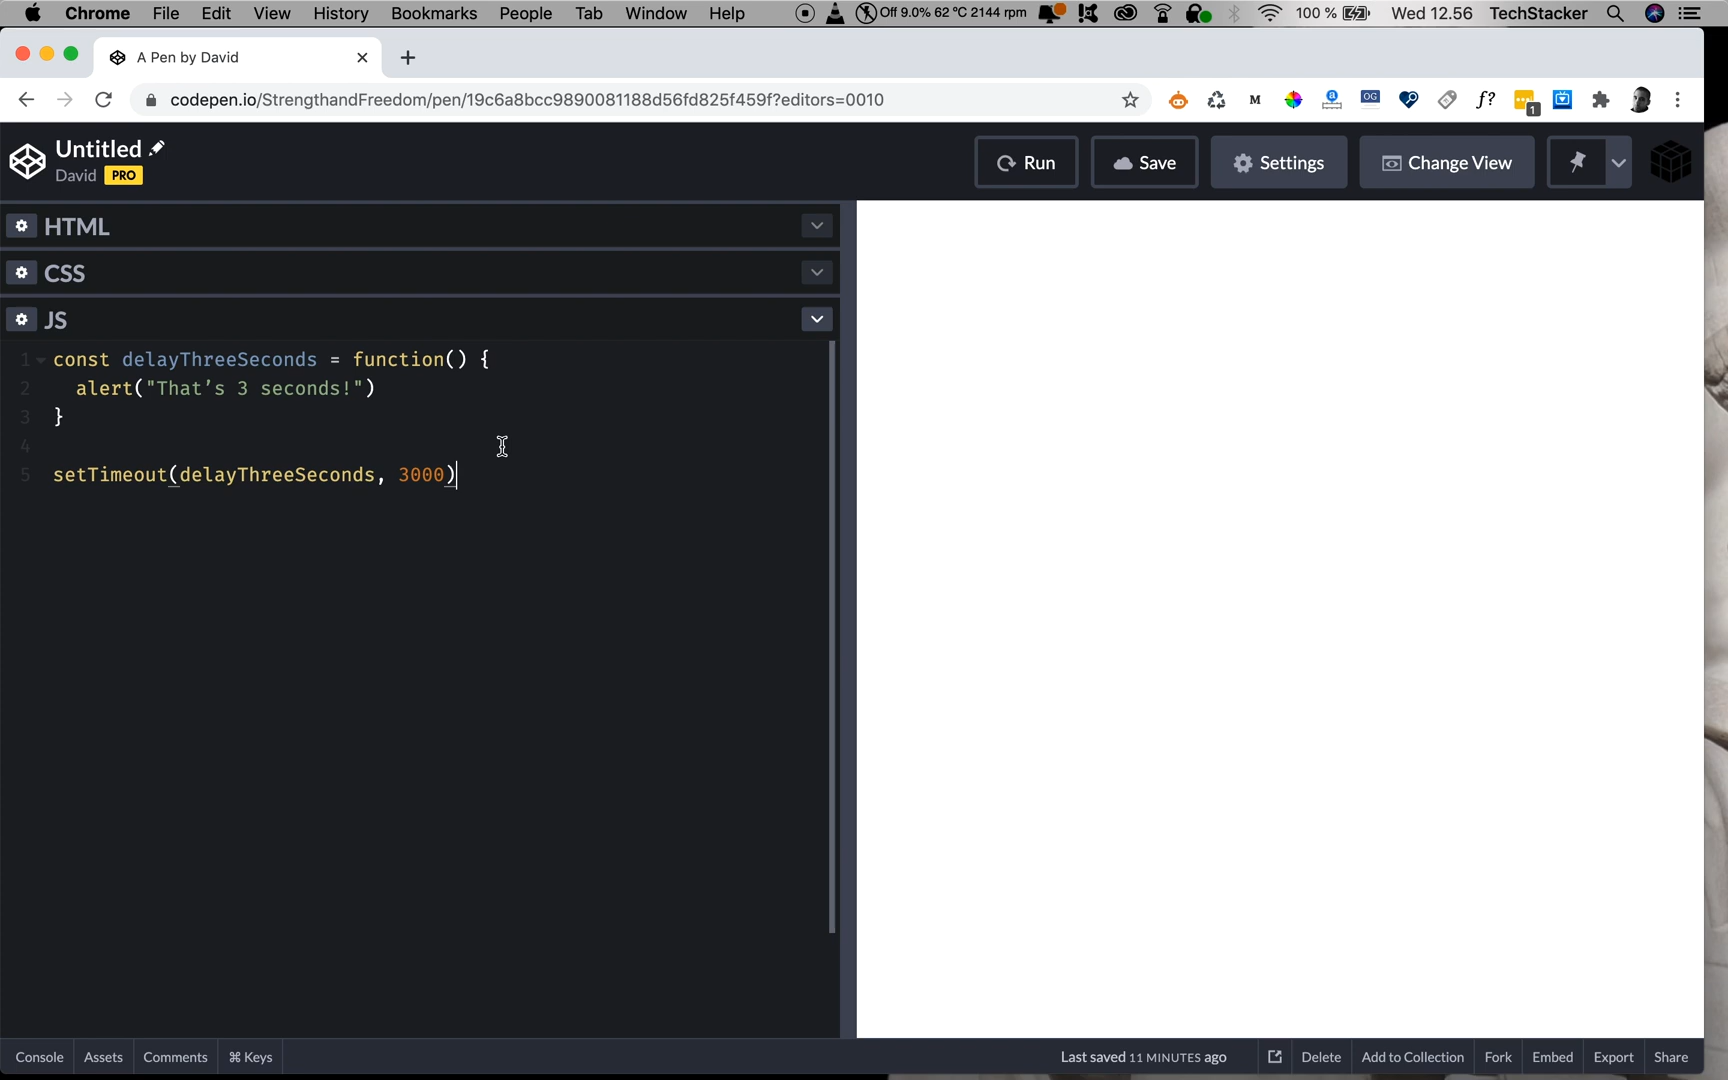 Chrome File Edit View History Bookmarks People Tab Window Help Off 9.0% 62 °C 2144 rpm 100 % Wed 12.56 TechStacker
A Pen by David
codepen.io/StrengthandFreedom/pen/19c6a8bcc9890081188d56fd825f459f?editors=0010 M a OG f? 1
Untitled
David PRO
Run Save Settings Change View
HTML
CSS
JS
1 const delayThreeSeconds = function() {
2 alert("That’s 3 seconds!")
3 }
4
5 setTimeout(delayThreeSeconds, 3000)
Console Assets Comments ⌘ Keys Last saved 11 MINUTES ago Delete Add to Collection Fork Embed Export Share